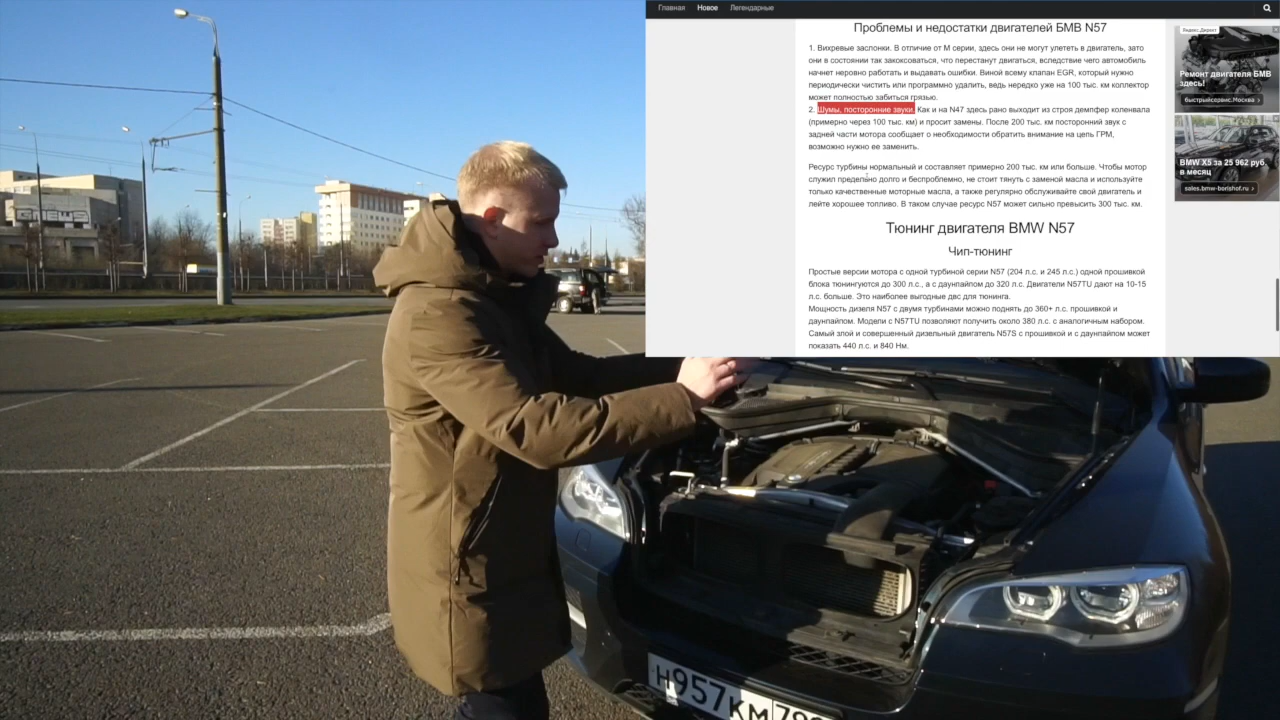 Главная Новое Легендарные
Проблемы и недостатки двигателей БМВ N57
1. Вихревые заслонки. В отличие от М серии, здесь они не могут улететь в двигатель, зато
они в состоянии так закоксоваться, что перестанут двигаться, вследствие чего автомобиль
начнет неровно работать и выдавать ошибки. Виной всему клапан EGR, который нужно
периодически чистить или программно удалить, ведь нередко уже на 100 тыс. км коллектор
может полностью забиться грязью.
2. Шумы, посторонние звуки. Как и на N47 здесь рано выходит из строя демпфер коленвала
(примерно через 100 тыс. км) и просит замены. После 200 тыс. км посторонний звук с
задней части мотора сообщает о необходимости обратить внимание на цепь ГРМ,
возможно нужно ее заменить.
Ресурс турбины нормальный и составляет примерно 200 тыс. км или больше. Чтобы мотор
служил предельно долго и беспроблемно, не стоит тянуть с заменой масла и используйте
только качественные моторные масла, а также регулярно обслуживайте свой двигатель и
лейте хорошее топливо. В таком случае ресурс N57 может сильно превысить 300 тыс. км.
Тюнинг двигателя BMW N57
Чип-тюнинг
Простые версии мотора с одной турбиной серии N57 (204 л.с. и 245 л.с.) одной прошивкой
блока тюнингуются до 300 л.с., а с даунпайпом до 320 л.с. Двигатели N57TU дают на 10-15
л.с. больше. Это наиболее выгодные двс для тюнинга.
Мощность дизеля N57 с двумя турбинами можно поднять до 360+ л.с. прошивкой и
даунпайпом. Модели с N57TU позволяют получить около 380 л.с. с аналогичным набором.
Самый злой и совершенный дизельный двигатель N57S с прошивкой и с даунпайпом может
показать 440 л.с. и 840 Нм.
Яндекс.Директ
Ремонт двигателя БМВ
здесь!
быстрыйсервис.Москва
BMW X5 за 25 962 руб.
в месяц
sales.bmw-borishof.ru
Н957КМ